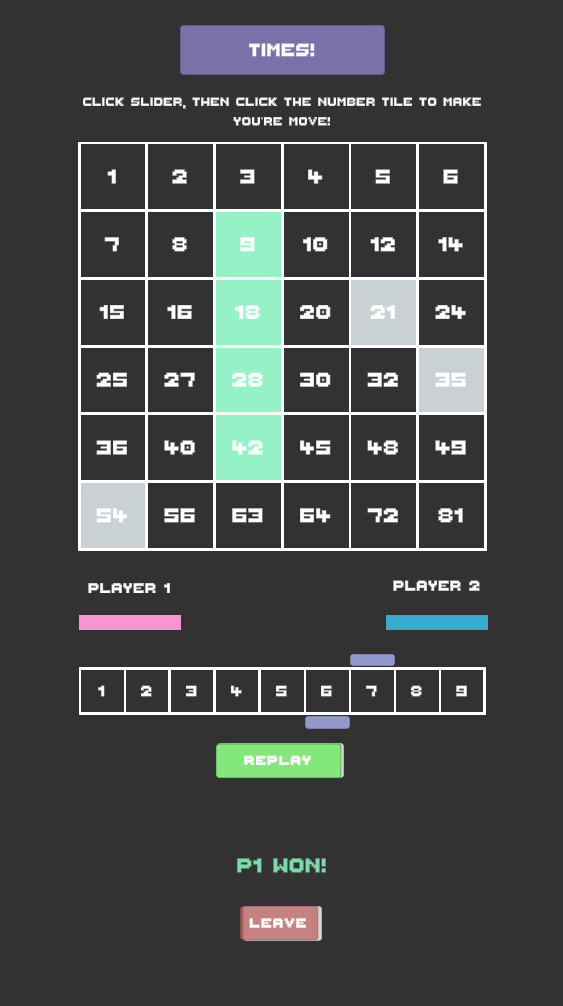 TIMES!
CLICK SLIDER, THEN CLICK THE NUMBER TILE TO MAKE
YOU'RE MOVE!
1 2 3 4 5 6
7 8 9 10 12 14
15 16 18 20 21 24
25 27 28 30 32 35
36 40 42 45 48 49
54 56 63 64 72 81
PLAYER 1 PLAYER 2
1 2 3 4 5 6 7 8 9
REPLAY
P1 WON!
LEAVE